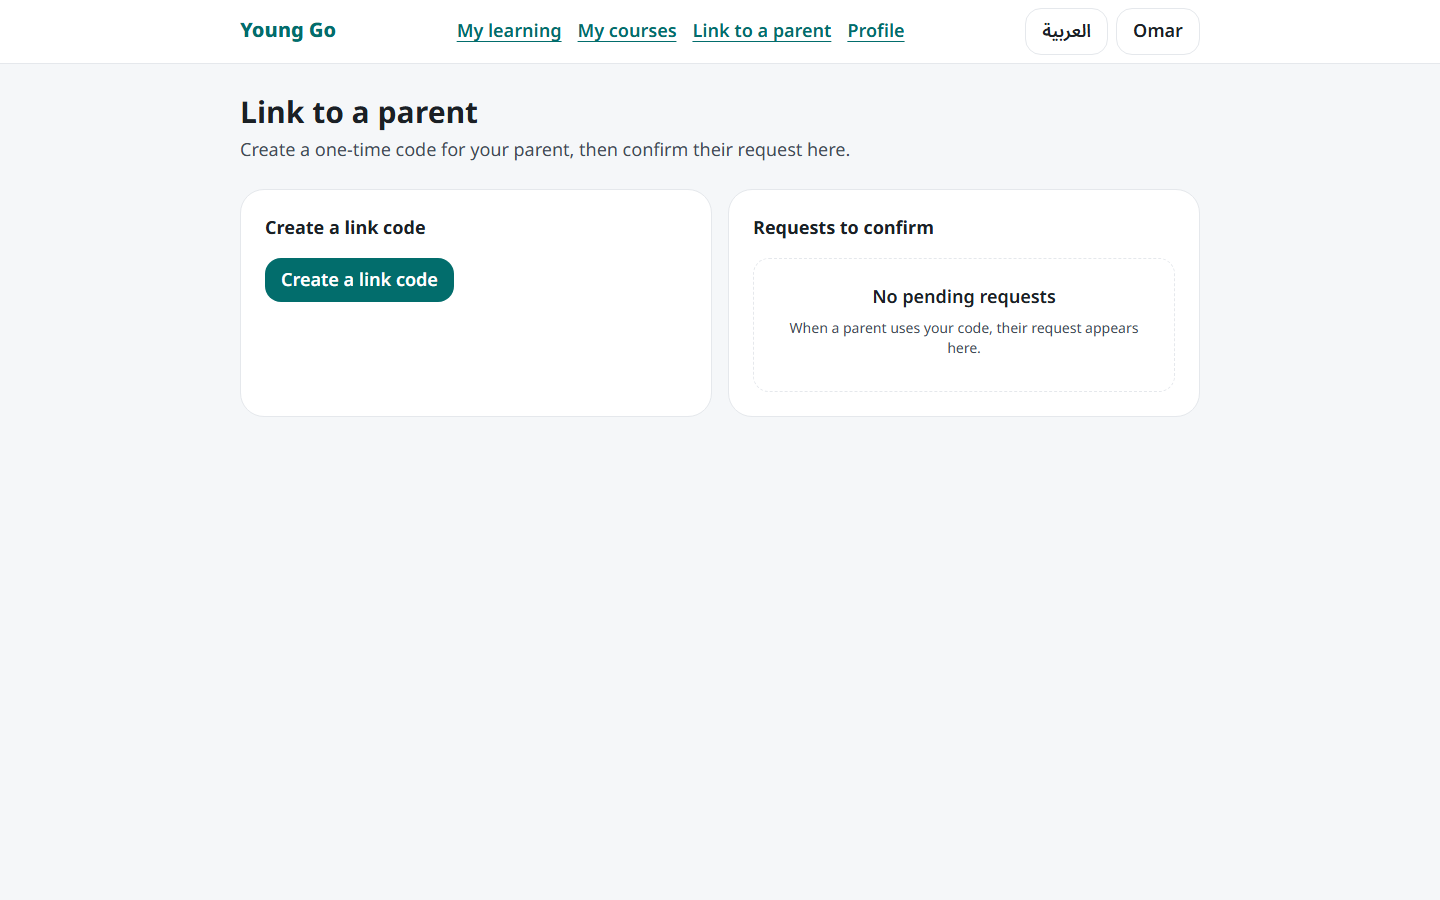 Young Go
My learning
My courses
Link to a parent
Profile
العربية
Omar
Link to a parent
Create a one-time code for your parent, then confirm their request here.
Create a link code
Create a link code
Requests to confirm
No pending requests
When a parent uses your code, their request appears
here.